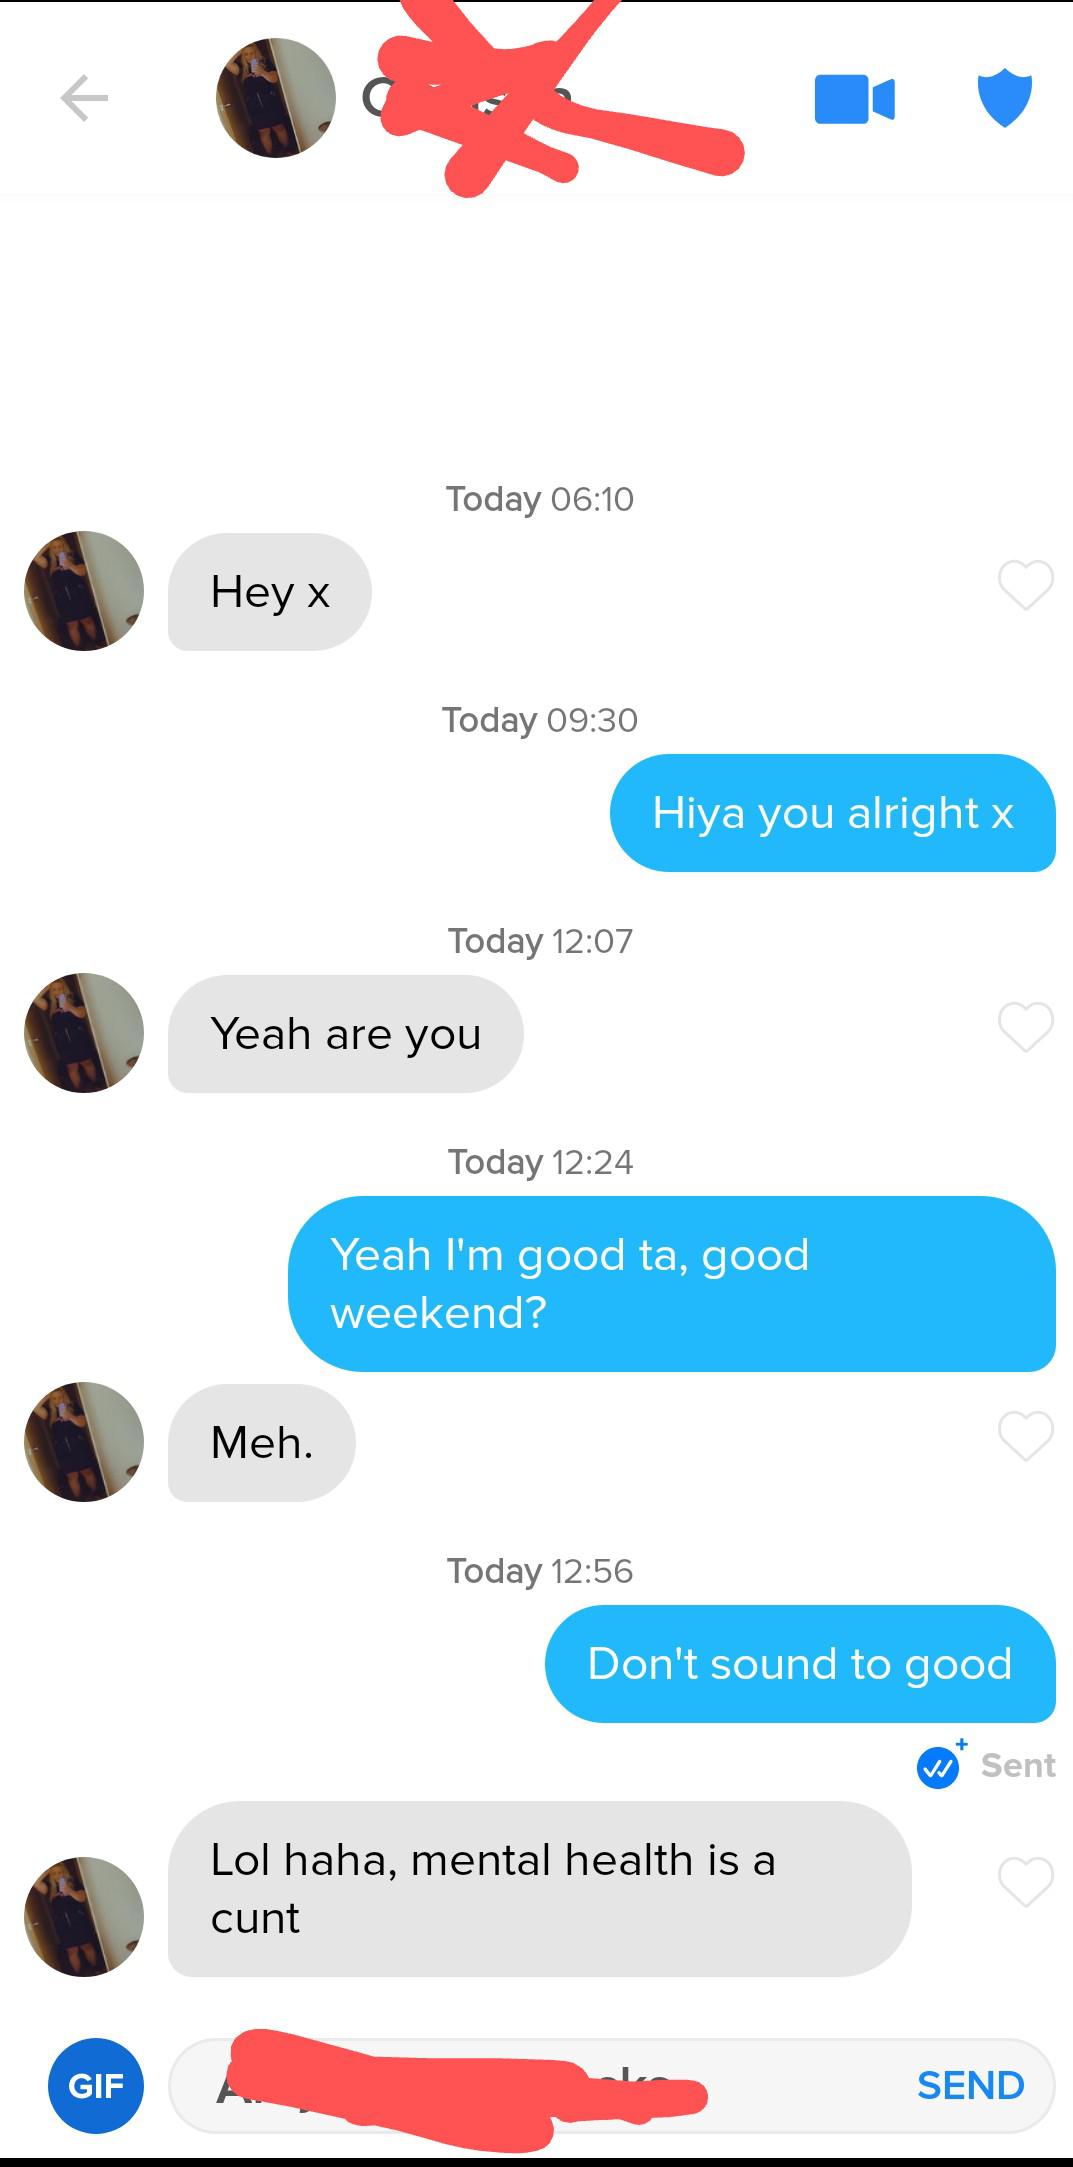 Today 06:10
Hey x
Today 09:30
Hiya you alright x
Today 12:07
Yeah are you
Today 12:24
Yeah I'm good ta, good
weekend?
Meh.
Today 12:56
Don't sound to good
Sent
Lol haha, mental health is a
cunt
GIF
SEND